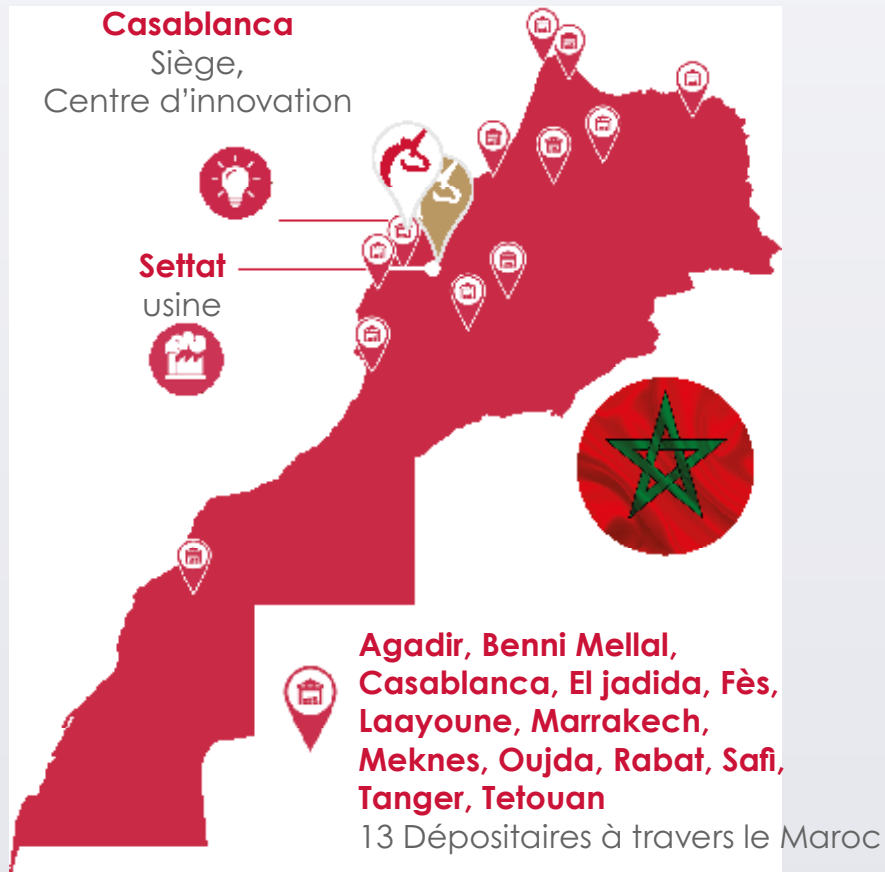 Casablanca
Siège,
Centre d'innovation
Settat
usine
Agadir, Benni Mellal,
Casablanca, El jadida, Fès,
Laayoune, Marrakech,
Meknes, Oujda, Rabat, Safi,
Tanger, Tetouan
13 Dépositaires à travers le Maroc